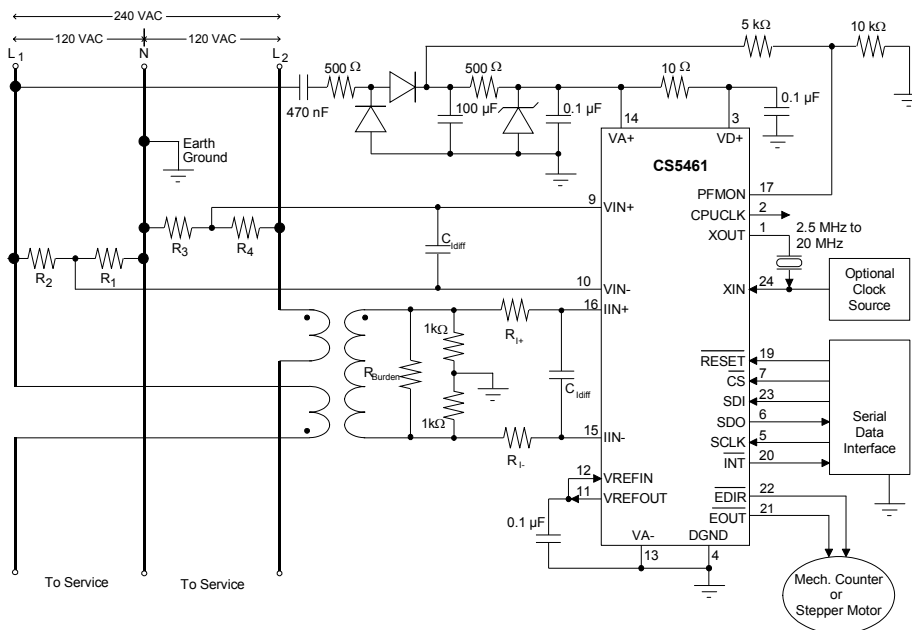 240 VAC
120 VAC
120 VAC
L1
N
L2
5 kΩ
10 kΩ
500 Ω
500 Ω
10 Ω
470 nF
100 µF
0.1 µF
0.1 µF
Earth
Ground
14
VA+
3
VD+
CS5461
PFMON
17
CPUCLK
2
XOUT
1
2.5 MHz to
20 MHz
XIN
24
Optional
Clock
Source
9
VIN+
R3
R4
CIdiff
R2
R1
10
VIN-
16
IIN+
1kΩ
RI+
RBurden
CIdiff
1kΩ
15
IIN-
RI-
RESET
19
CS
7
SDI
23
SDO
6
SCLK
5
INT
20
Serial
Data
Interface
12
VREFIN
11
VREFOUT
EDIR
22
EOUT
21
0.1 µF
VA-
13
DGND
4
To Service
To Service
Mech. Counter
or
Stepper Motor